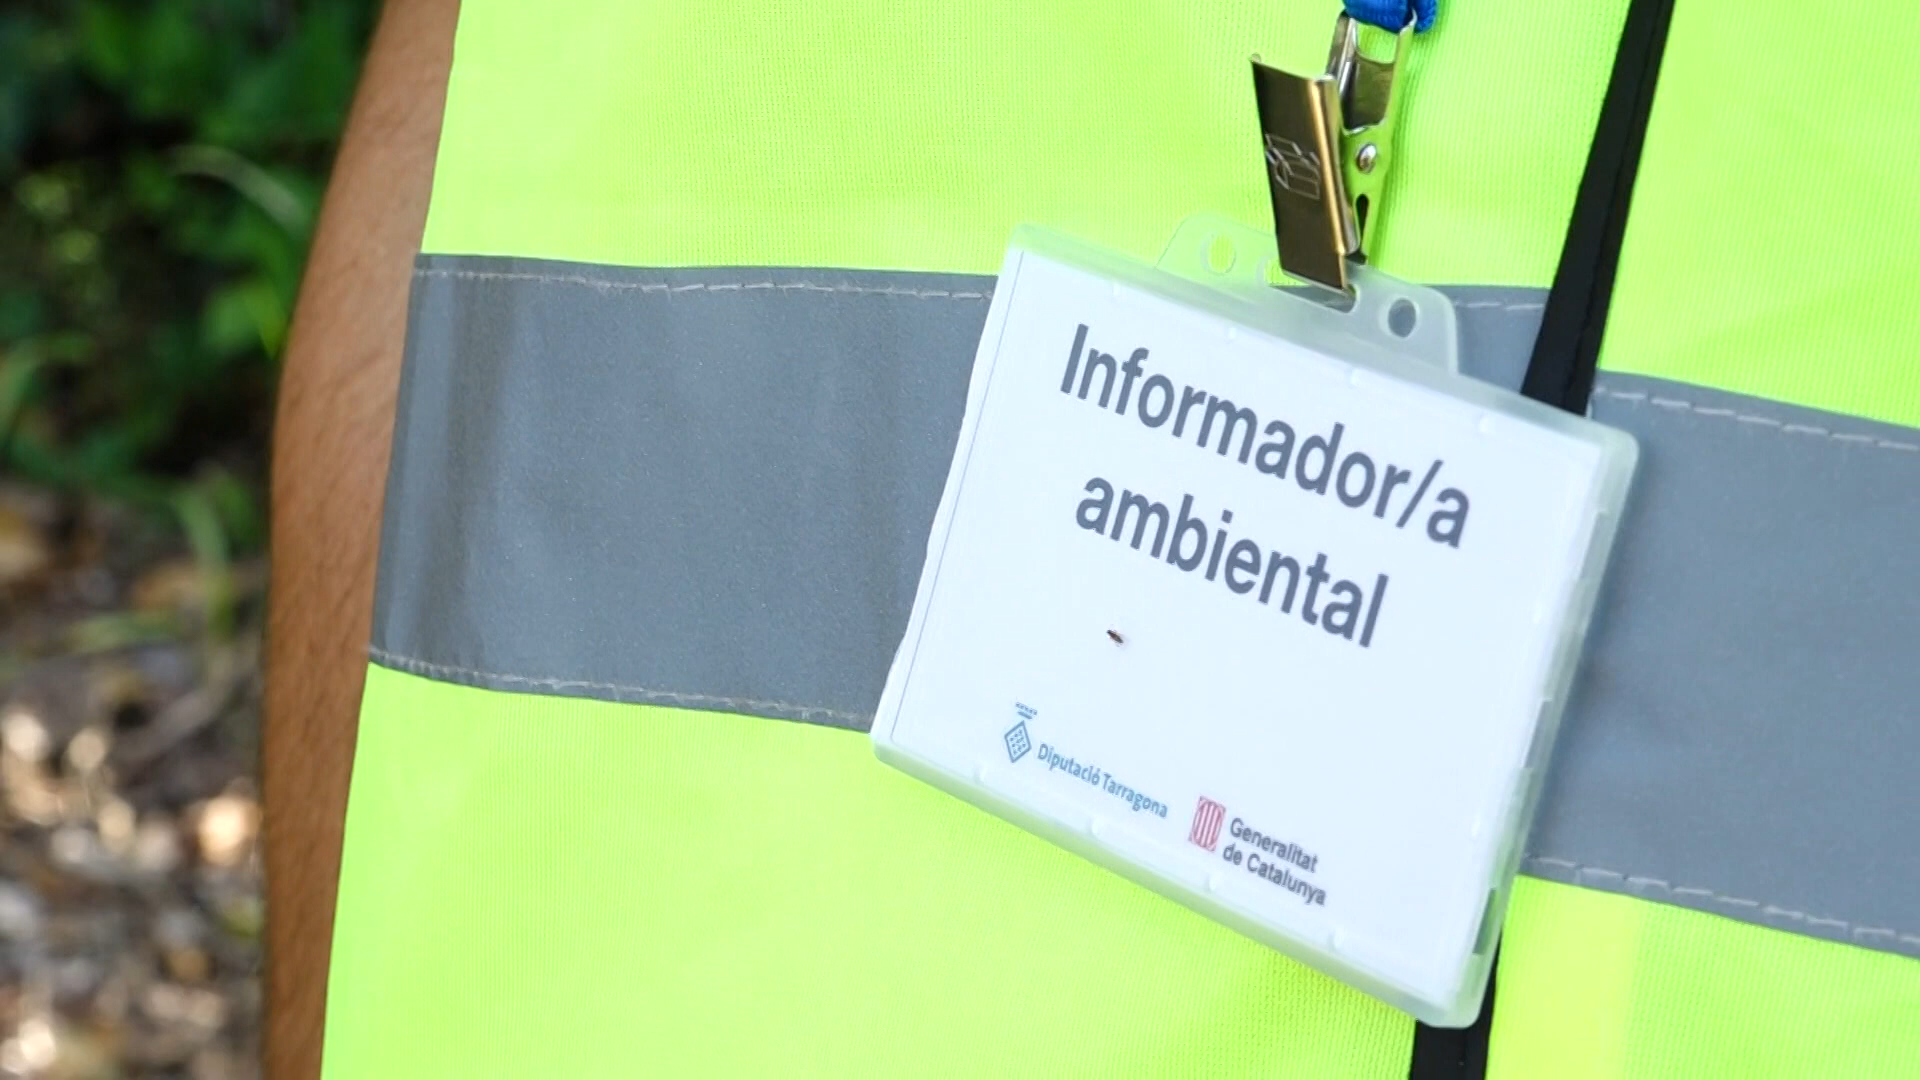 Informador/a
ambiental
Diputació Tarragona
Generalitat
de Catalunya